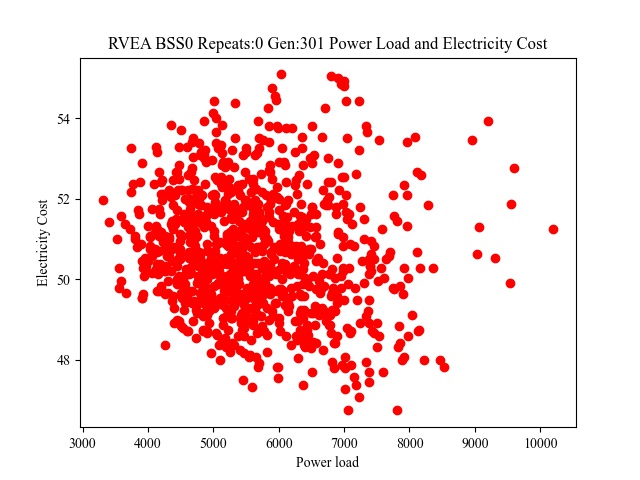 RVEA BSS0 Repeats:0 Gen:301 Power Load and Electricity Cost
Electricity Cost
54
52
50
48
3000 4000 5000 6000 7000 8000 9000 10000
Power load